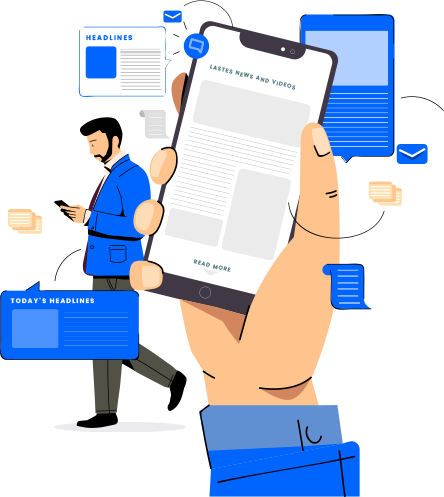 HEADLINES
LASTES NEWS AND VIDEOS
READ MORE
TODAY'S HEADLINES